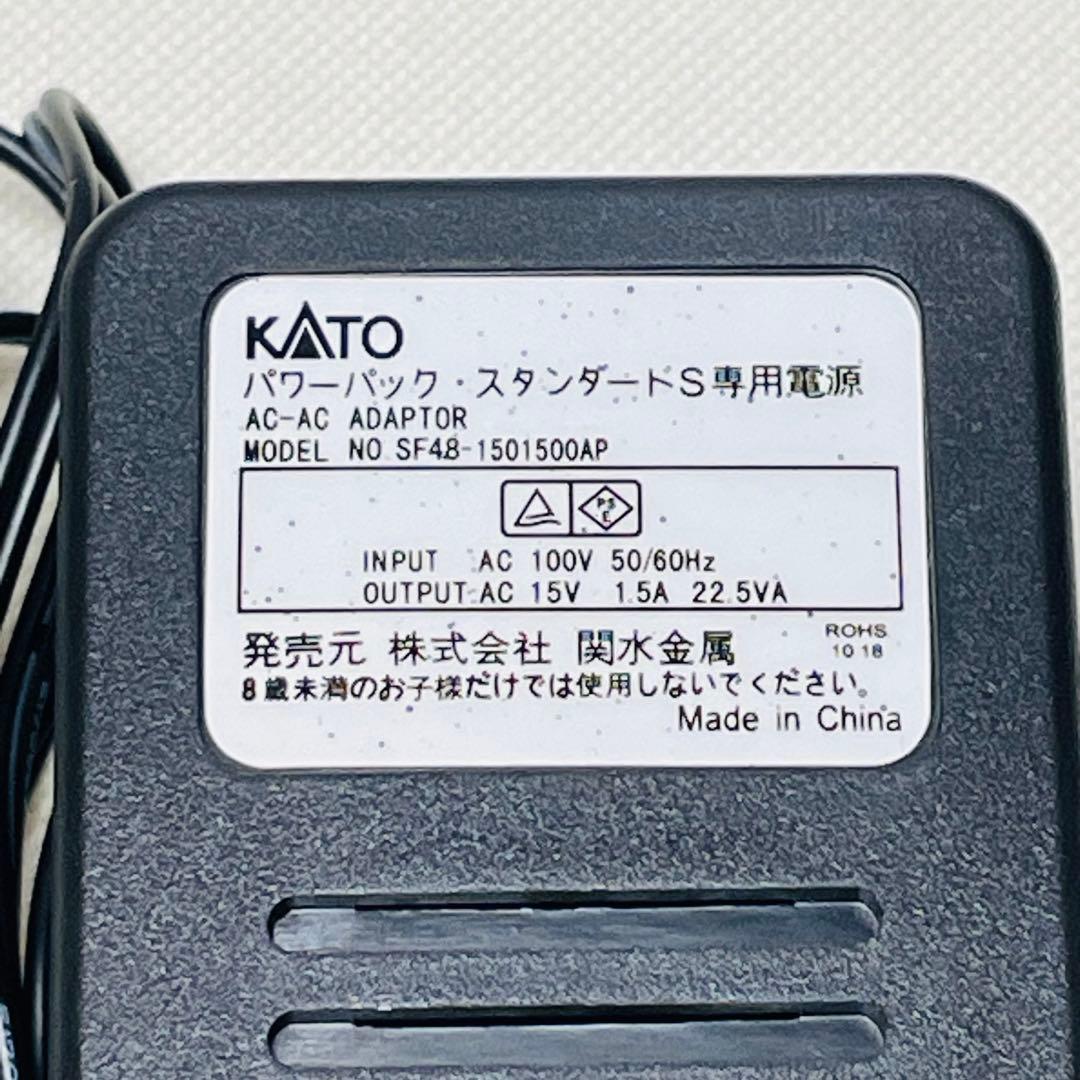 KATO
パワーパック・スタンダードS専用電源
AC-AC ADAPTOR
MODEL NO SF48-1501500AP
PS E
INPUT AC 100V 50/60Hz
OUTPUT AC 15V 1.5A 22.5VA
発売元 株式会社 関水金属
ROHS
10 18
8歳未満のお子様だけでは使用しないでください。
Made in China